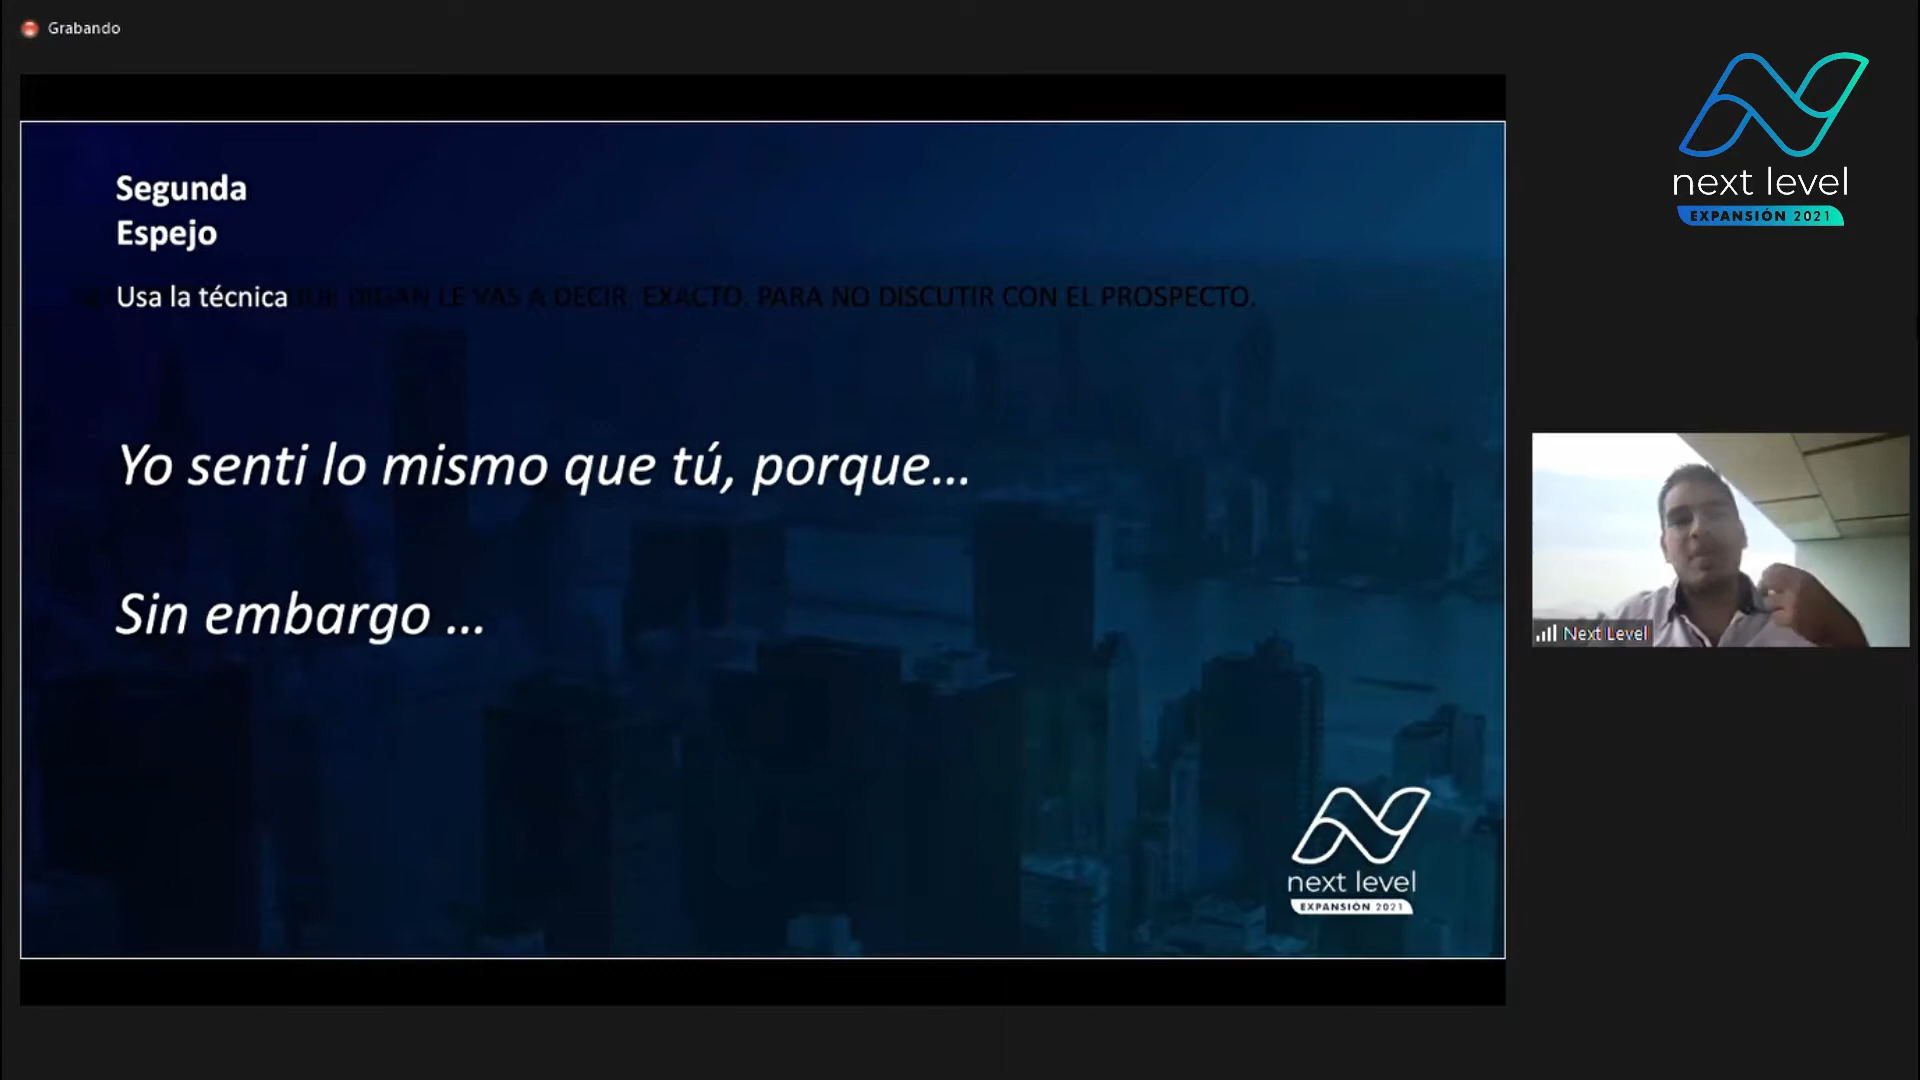 Grabando
next level
EXPANSIÓN 2021
Segunda
Espejo
Usa la técnica
DIGAN LE VAS A DECIR EXACTO. PARA NO DISCUTIR CON EL PROSPECTO.
Yo senti lo mismo que tú, porque...
Sin embargo ...
Next Level
next level
EXPANSIÓN 2021